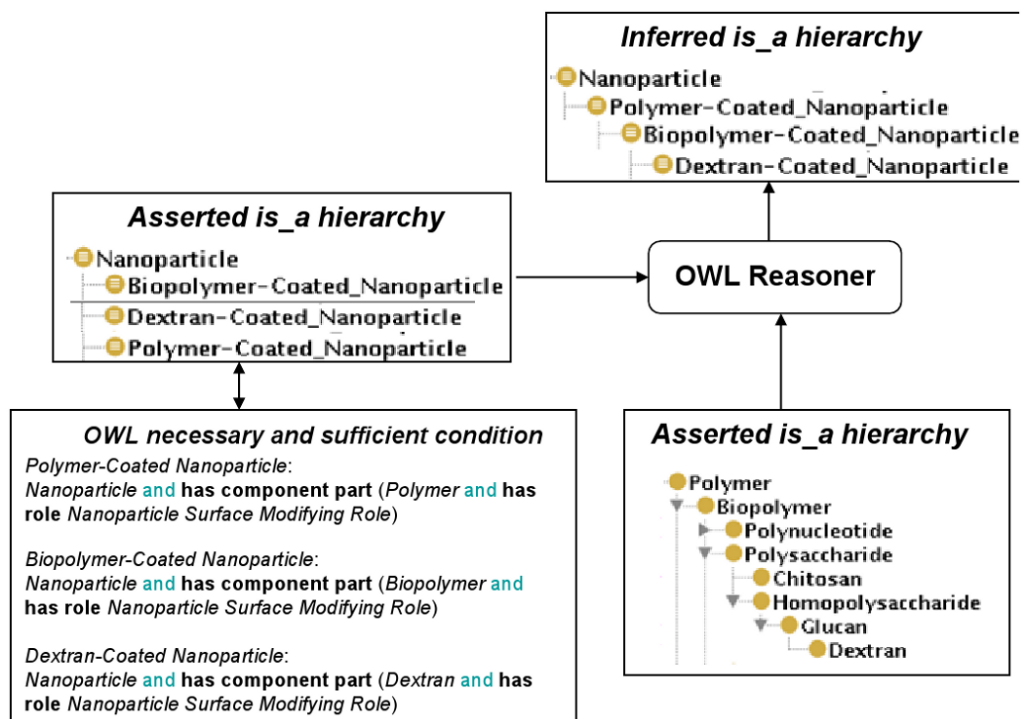 Inferred is_a hierarchy
Nanoparticle
Polymer-Coated_Nanoparticle
Biopolymer-Coated_Nanoparticle
Dextran-Coated_Nanoparticle
Asserted is_a hierarchy
Nanoparticle
Biopolymer-Coated_Nanoparticle
Dextran-Coated_Nanoparticle
Polymer-Coated_Nanoparticle
OWL Reasoner
OWL necessary and sufficient condition
Polymer-Coated Nanoparticle:
Nanoparticle and has component part (Polymer and has
role Nanoparticle Surface Modifying Role)
Biopolymer-Coated Nanoparticle:
Nanoparticle and has component part (Biopolymer and
has role Nanoparticle Surface Modifying Role)
Dextran-Coated Nanoparticle:
Nanoparticle and has component part (Dextran and has
role Nanoparticle Surface Modifying Role)
Asserted is_a hierarchy
Polymer
Biopolymer
Polynucleotide
Polysaccharide
Chitosan
Homopolysaccharide
Glucan
Dextran